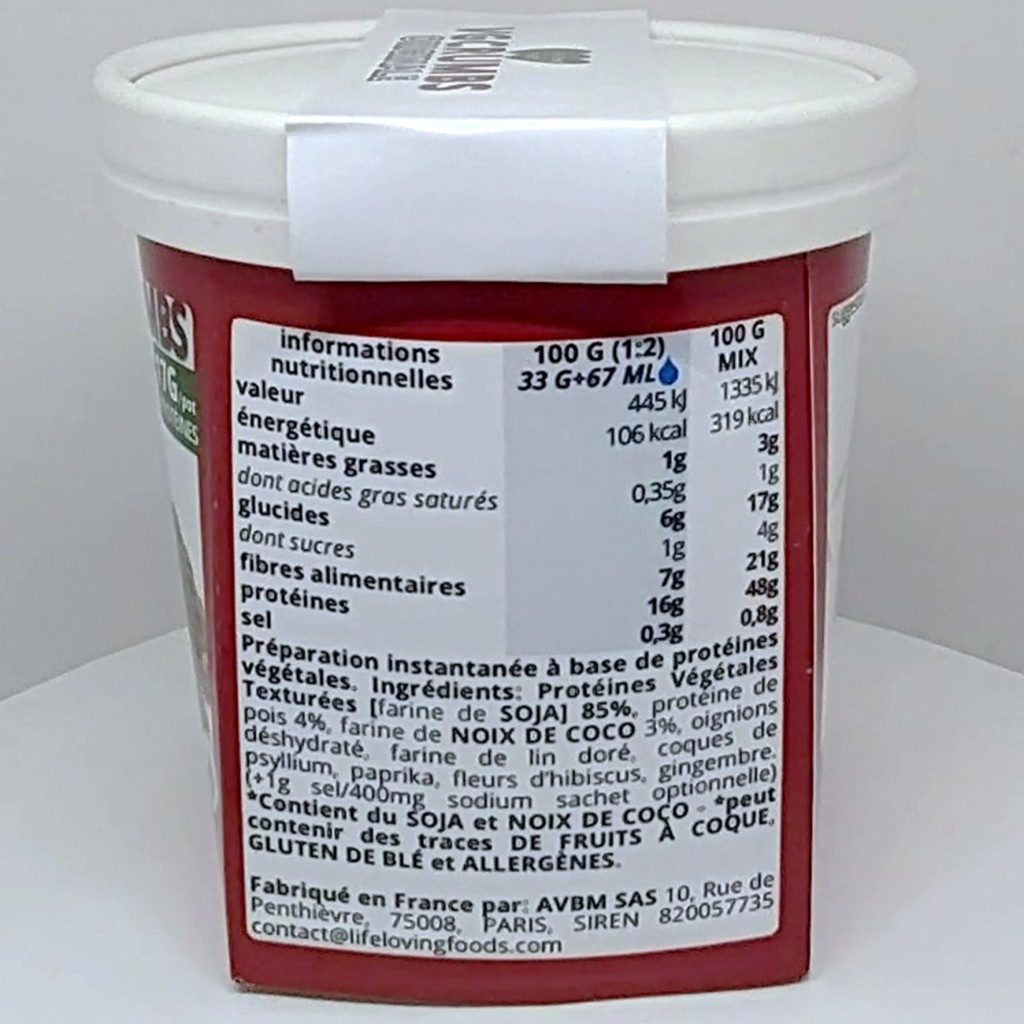 VEGRUMBS
MBS
17G/pot
informations
nutritionnelles
100 G (1:2)
33 G+67 ML
100 G
MIX
valeur
énergétique
445 kJ 1335 kJ
106 kcal 319 kcal
matières grasses 1g 3g
dont acides gras saturés 0,35g 1g
glucides 6g 17g
dont sucres 1g 4g
fibres alimentaires 7g 21g
protéines 16g 48g
sel 0,3g 0,8g
Préparation instantanée à base de protéines
végétales. Ingrédients: Protéines Végétales
Texturées [farine de SOJA] 85%, protéine de
pois 4%, farine de NOIX DE COCO 3%, oignions
déshydraté, farine de lin doré, coques de
psyllium, paprika, fleurs d'hibiscus, gingembre.
(+1g sel/400mg sodium sachet optionnelle)
*Contient du SOJA et NOIX DE COCO - *peut
contenir des traces DE FRUITS À COQUE,
GLUTEN DE BLÉ et ALLERGÈNES.
Fabriqué en France par: AVBM SAS 10, Rue de
Penthièvre, 75008, PARIS, SIREN 820057735
contact@lifelovingfoods.com